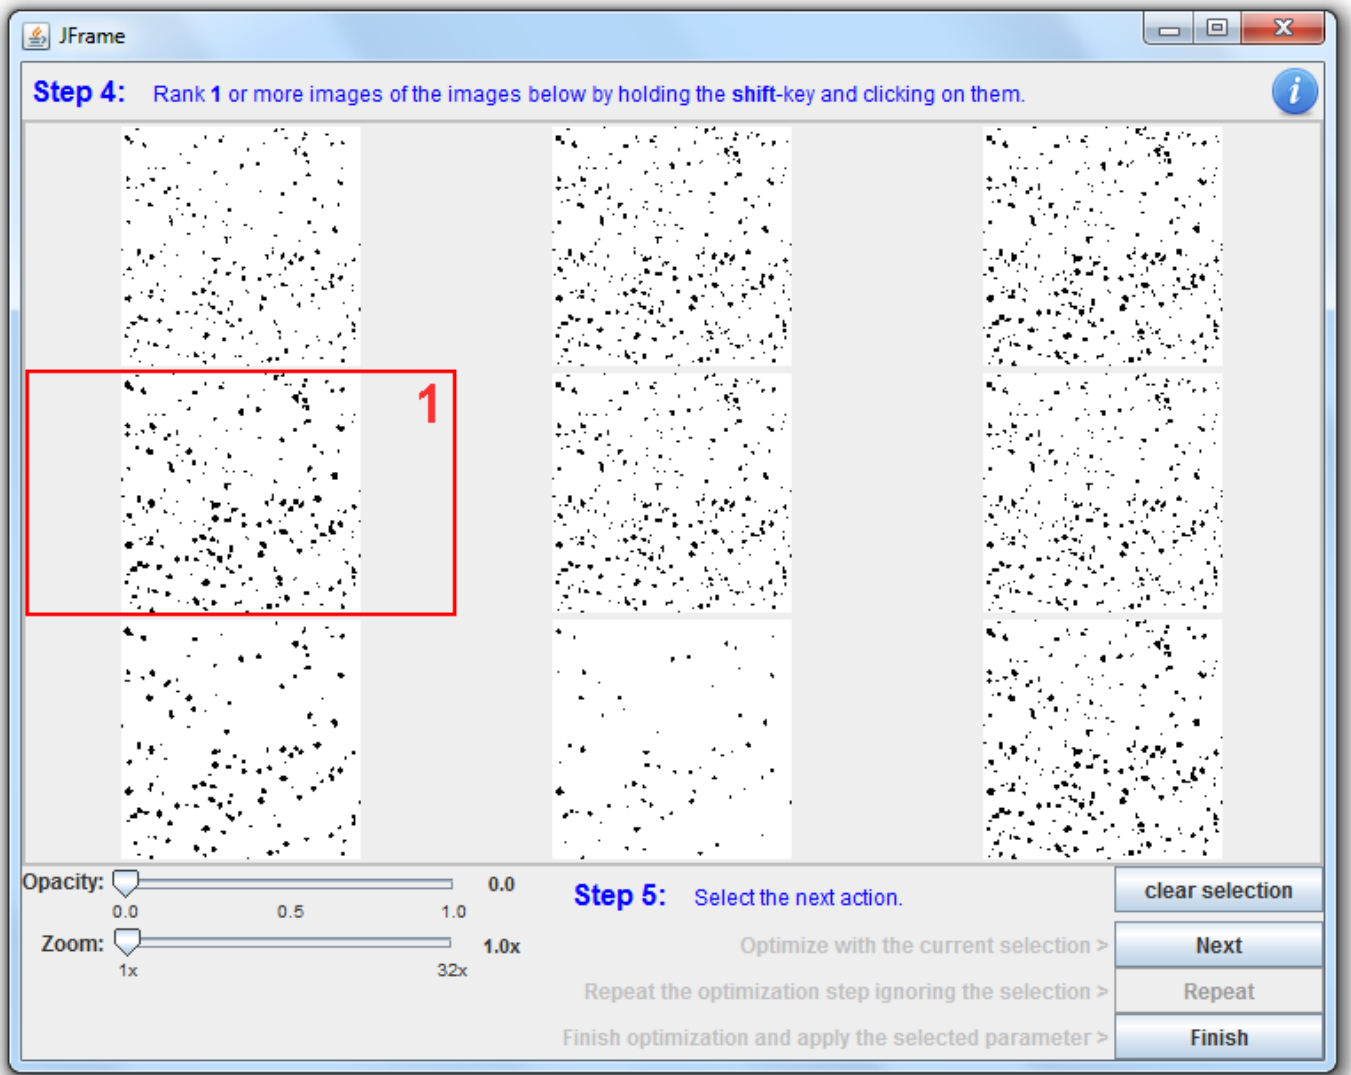 JFrame
Step 4: Rank 1 or more images of the images below by holding the shift-key and clicking on them.
i
1
Opacity: 0.0
0.0 0.5 1.0
Zoom: 1.0x
1x 32x
Step 5: Select the next action.
clear selection
Optimize with the current selection > Next
Repeat the optimization step ignoring the selection > Repeat
Finish optimization and apply the selected parameter > Finish